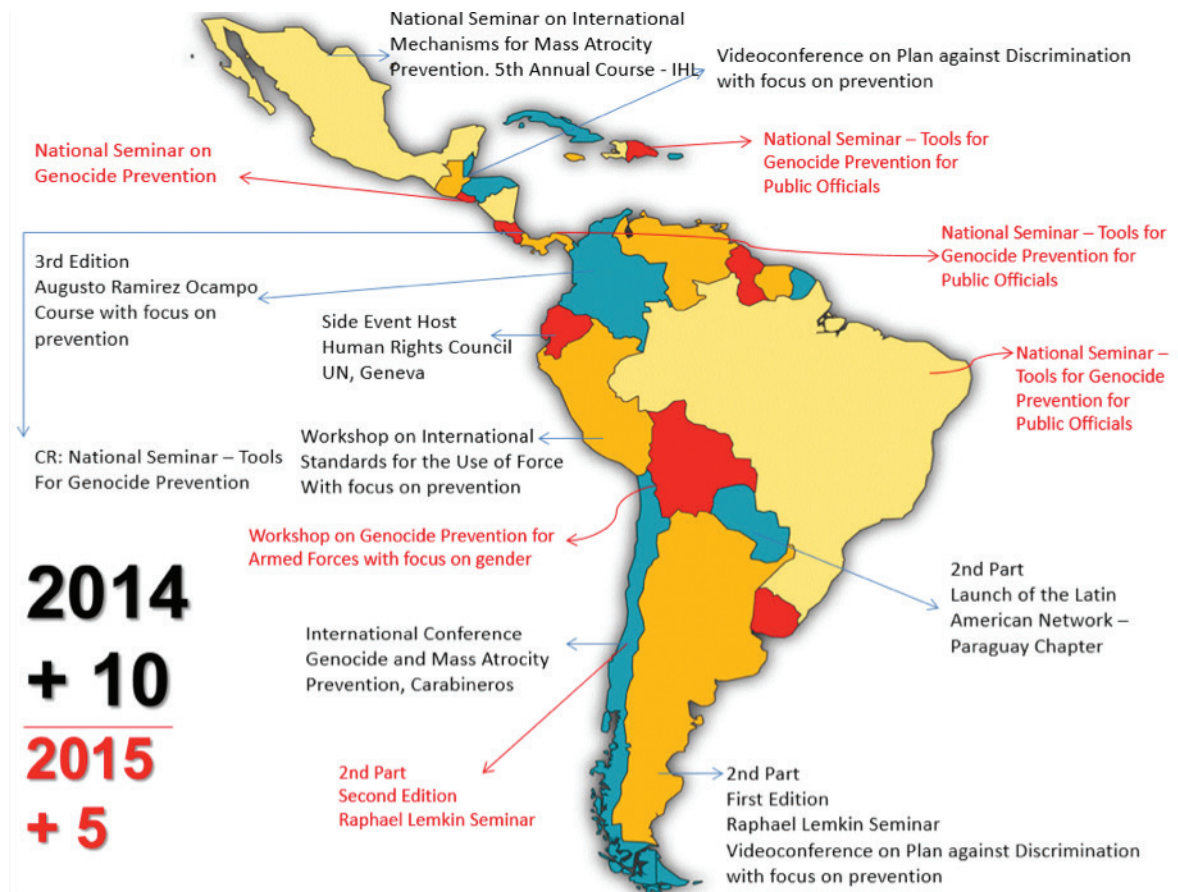 National Seminar on International
Mechanisms for Mass Atrocity
Prevention. 5th Annual Course - IHL
Videoconference on Plan against Discrimination
with focus on prevention
National Seminar on
Genocide Prevention
National Seminar – Tools for
Genocide Prevention for
Public Officials
National Seminar – Tools for
Genocide Prevention for
Public Officials
3rd Edition
Augusto Ramirez Ocampo
Course with focus on
prevention
Side Event Host
Human Rights Council
UN, Geneva
National Seminar –
Tools for Genocide
Prevention for
Public Officials
CR: National Seminar – Tools
For Genocide Prevention
Workshop on International
Standards for the Use of Force
With focus on prevention
Workshop on Genocide Prevention for
Armed Forces with focus on gender
2nd Part
Launch of the Latin
American Network –
Paraguay Chapter
International Conference
Genocide and Mass Atrocity
Prevention, Carabineros
2014
+ 10
2015
+ 5
2nd Part
Second Edition
Raphael Lemkin Seminar
2nd Part
First Edition
Raphael Lemkin Seminar
Videoconference on Plan against Discrimination
with focus on prevention